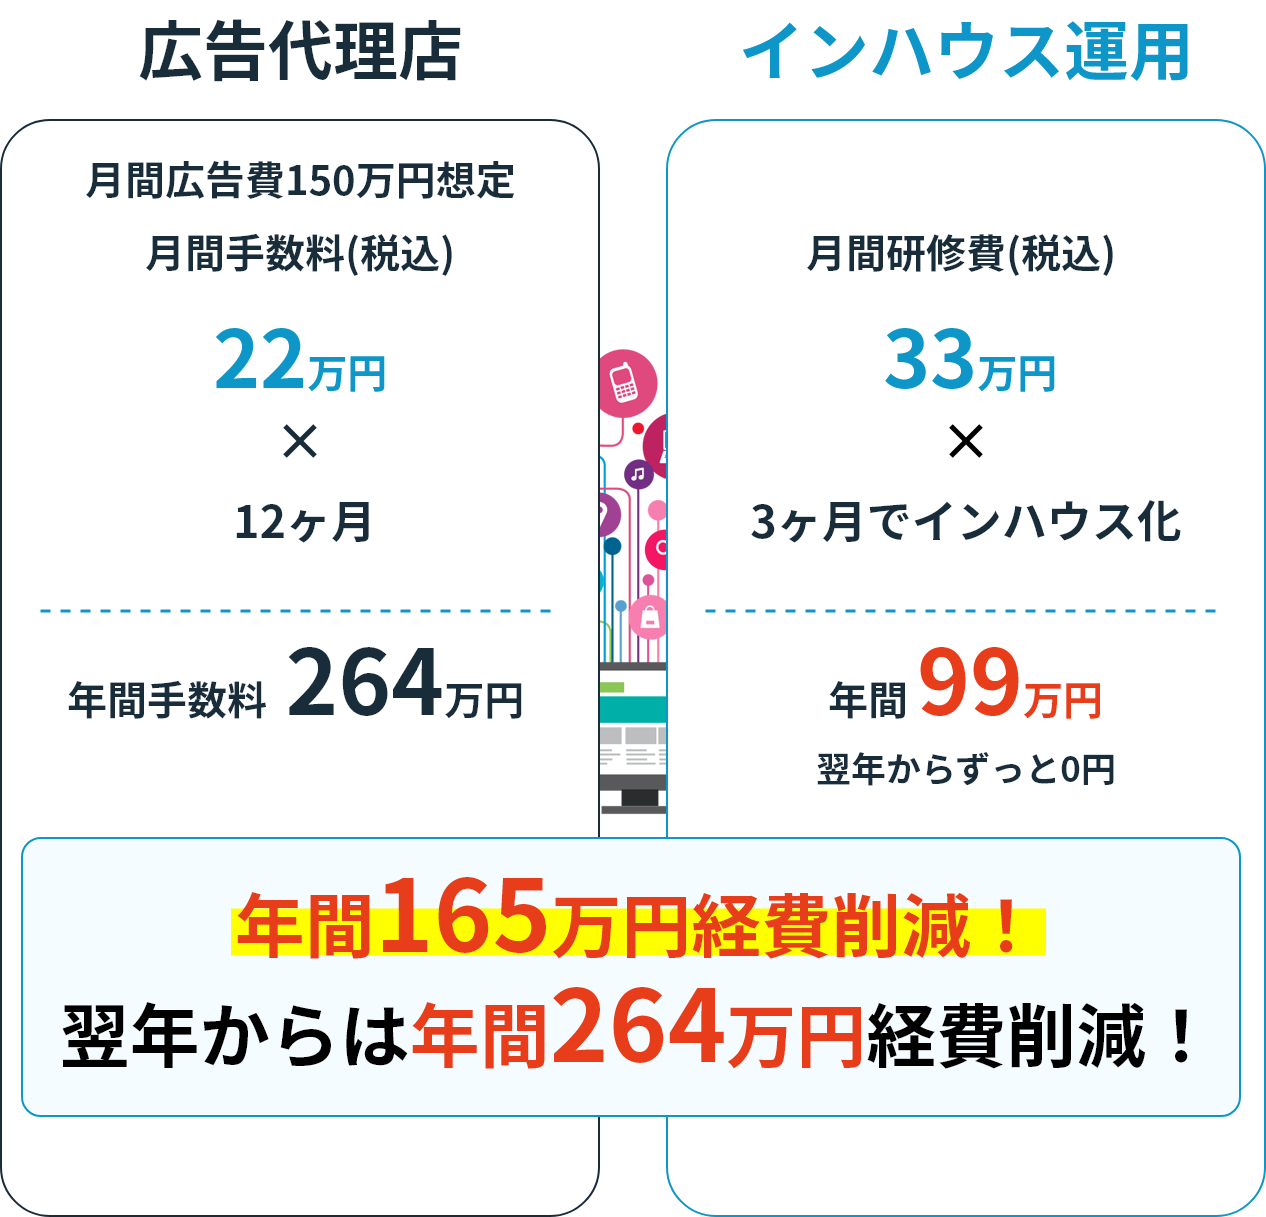 広告代理店
月間広告費150万円想定
月間手数料(税込)
22万円
×
12ヶ月
年間手数料 264万円
インハウス運用
月間研修費(税込)
33万円
×
3ヶ月でインハウス化
年間99万円
翌年からずっと0円
年間165万円経費削減！
翌年からは年間264万円経費削減！